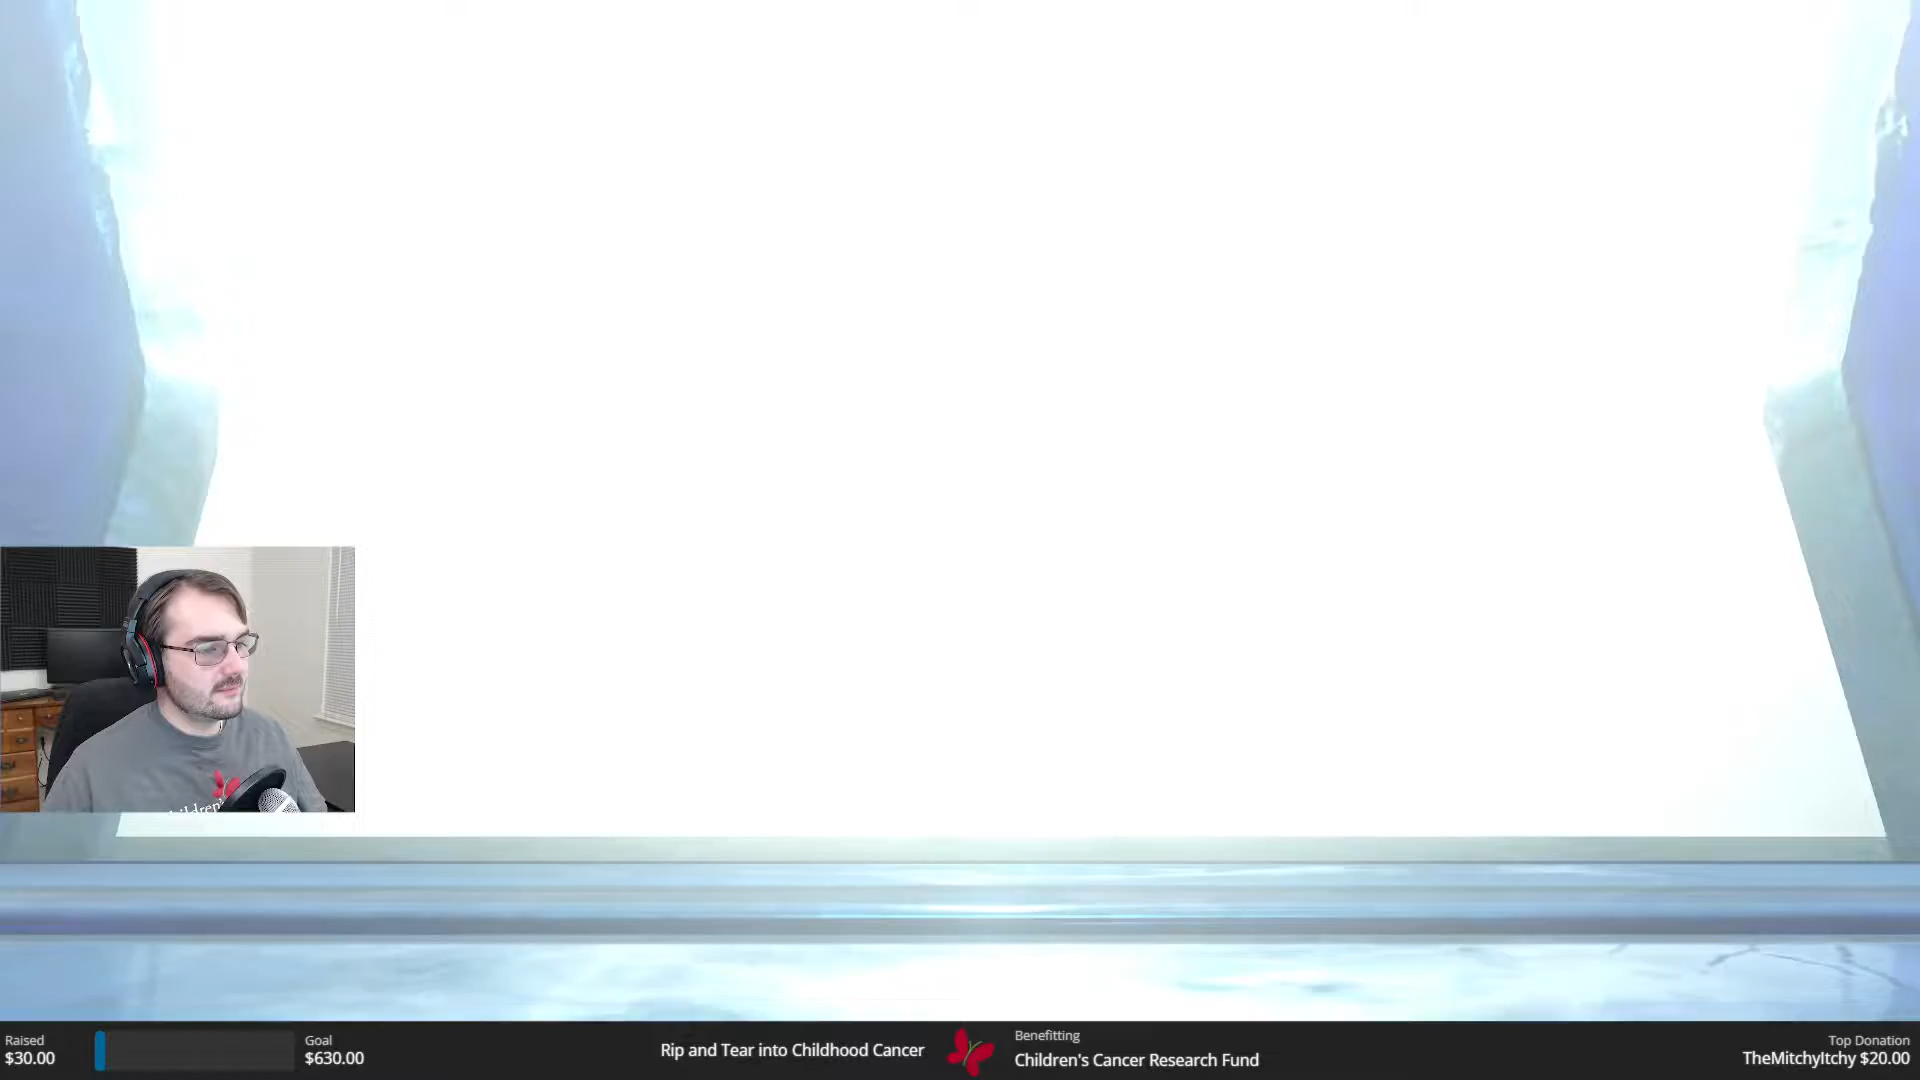 ildren'
Raised
$30.00
Goal
$630.00
Rip and Tear into Childhood Cancer
Benefitting
Children's Cancer Research Fund
Top Donation
TheMitchyItchy $20.00